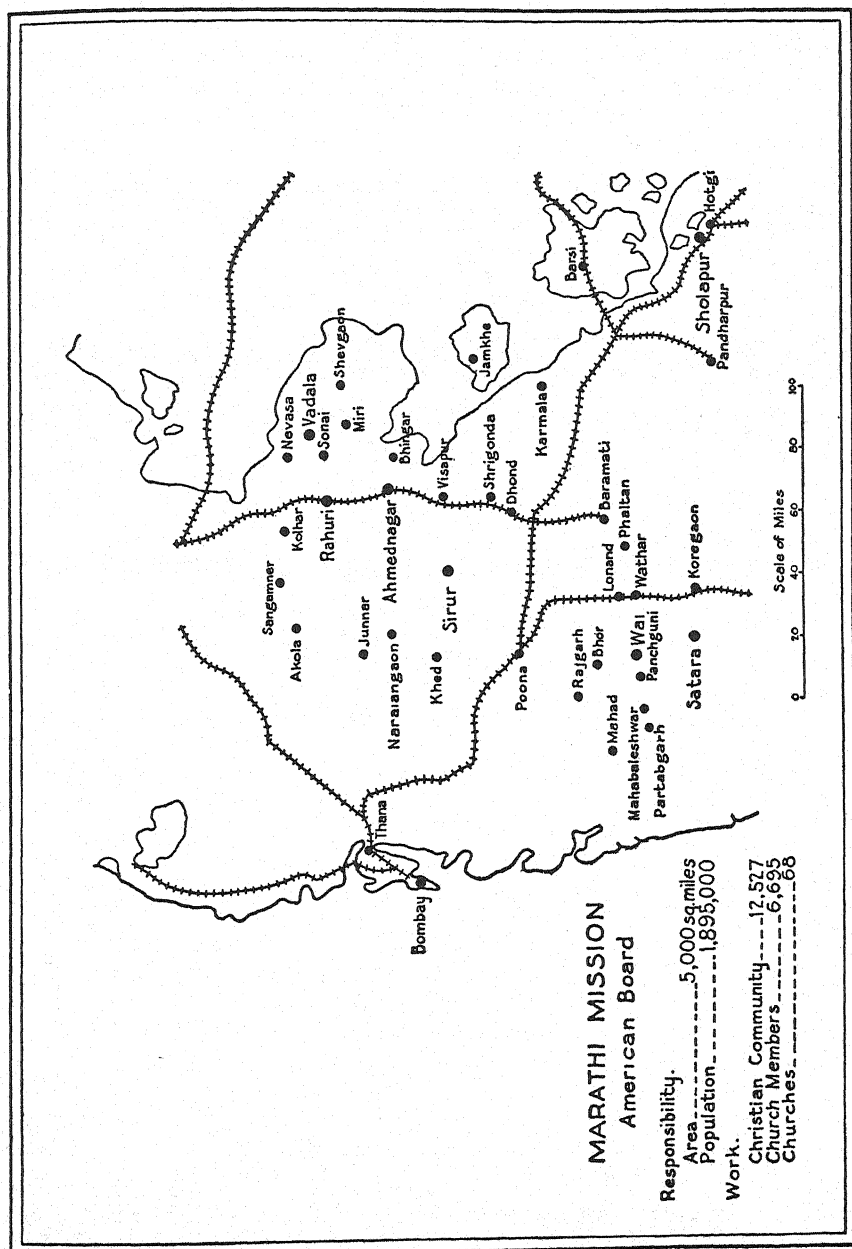 MARATHI MISSION
American Board
Responsibility.
Area-------------5,000 sq.miles
Population----------1,895,000
Work.
Christian Community----12,527
Church Members--------6,695
Churches---------------68
Bombay
Thana
Sangamner
Akola
Kolhar
Rahuri
Nevasa
Vadala
Sonai
Shevgaon
Miri
Junnar
Naraiangaon
Ahmednagar
Bhingar
Khed
Sirur
Visapur
Jamkhe
Shrigonda
Dhond
Poona
Karmala
Barsi
Rajgarh
Bhor
Mahad
Lonand
Baramati
Phaltan
Wathar
Wai
Panchguni
Mahabaleshwar
Partabgarh
Satara
Koregaon
Sholapur
Hotgi
Pandharpur
0 20 40 60 80 100
Scale of Miles